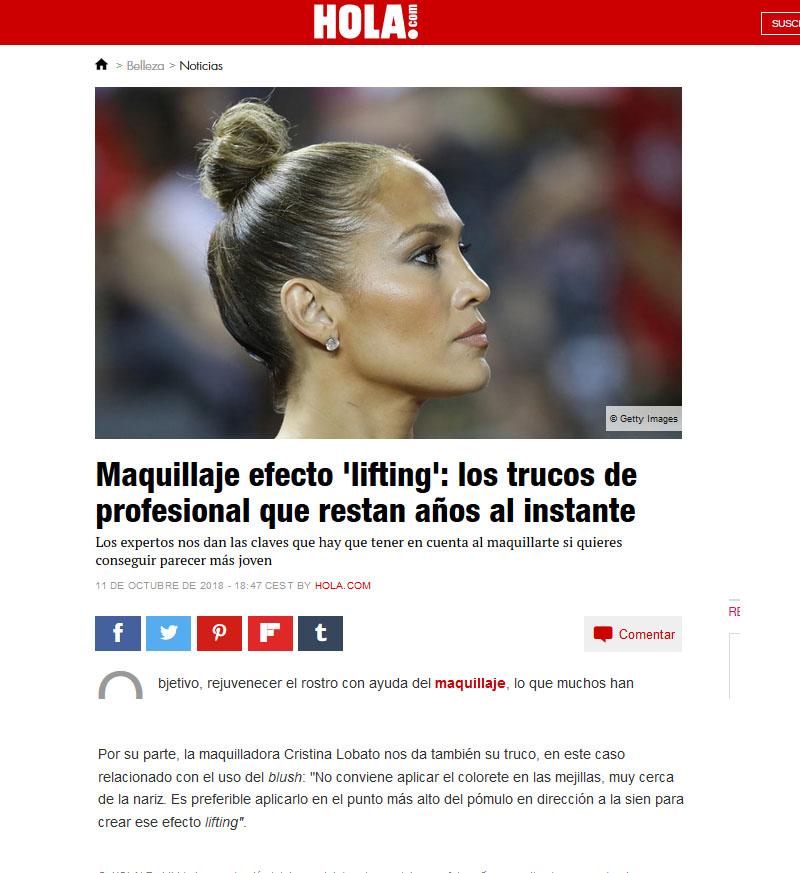 HOLA!.com
SUSC
> Belleza > Noticias
© Getty Images
Maquillaje efecto 'lifting': los trucos de
profesional que restan años al instante
Los expertos nos dan las claves que hay que tener en cuenta al maquillarte si quieres
conseguir parecer más joven
11 DE OCTUBRE DE 2018 - 18:47 CEST BY HOLA.COM
RE
Comentar
Objetivo, rejuvenecer el rostro con ayuda del maquillaje, lo que muchos han
Por su parte, la maquilladora Cristina Lobato nos da también su truco, en este caso
relacionado con el uso del blush: "No conviene aplicar el colorete en las mejillas, muy cerca
de la nariz. Es preferible aplicarlo en el punto más alto del pómulo en dirección a la sien para
crear ese efecto lifting".